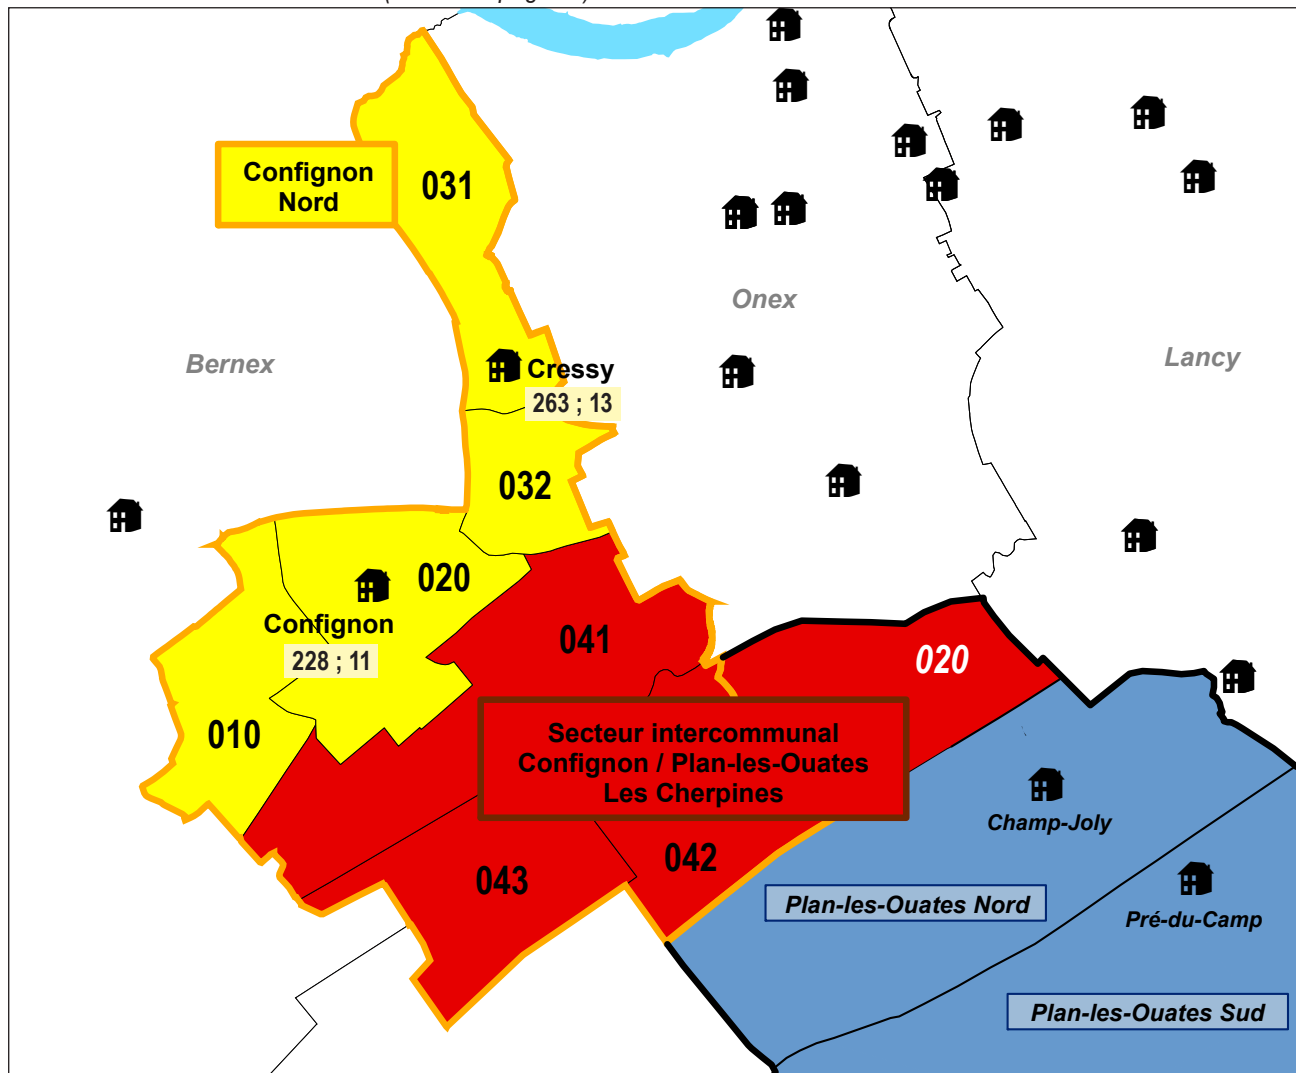 Confignon
Nord
031
Onex
Bernex
Lancy
Cressy
263 ; 13
032
020
Confignon
228 ; 11
041
020
010
Secteur intercommunal
Confignon / Plan-les-Ouates
Les Cherpines
Champ-Joly
042
043
Plan-les-Ouates Nord
Pré-du-Camp
Plan-les-Ouates Sud